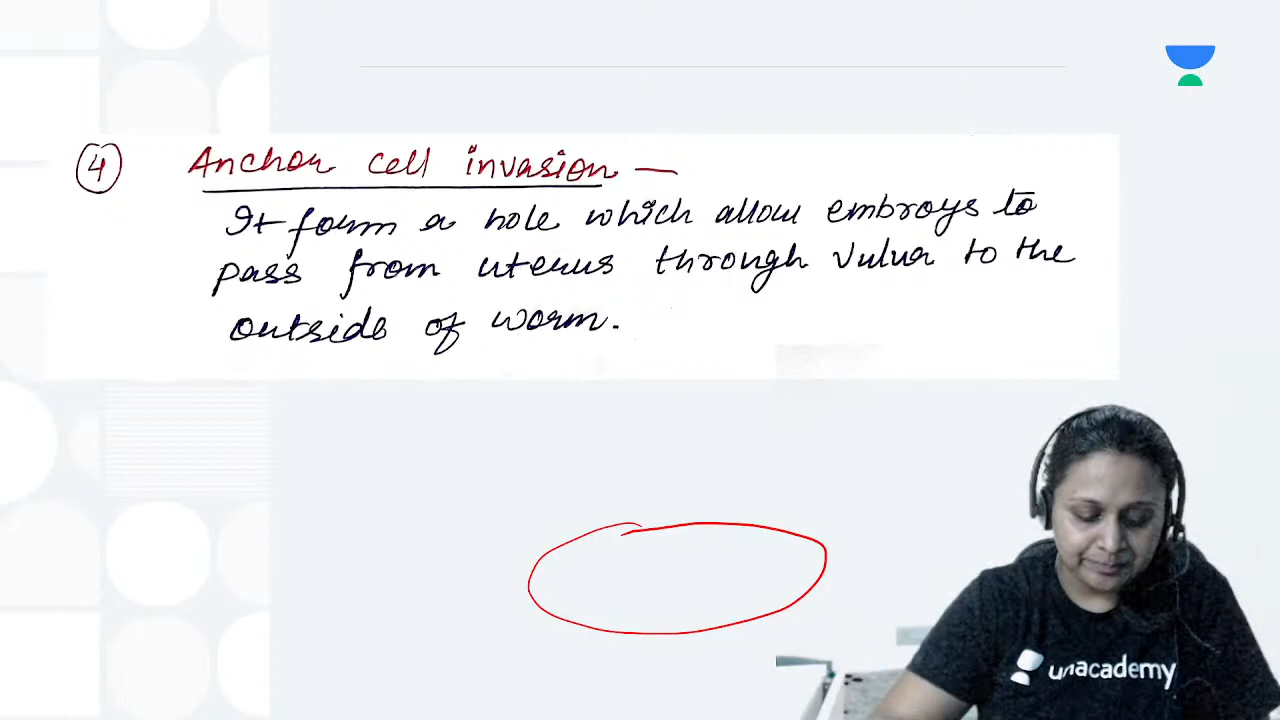 4 Anchor cell invasion —
It form a hole which allow embroys to
pass from uterus through vulva to the
outside of worm.
unacademy